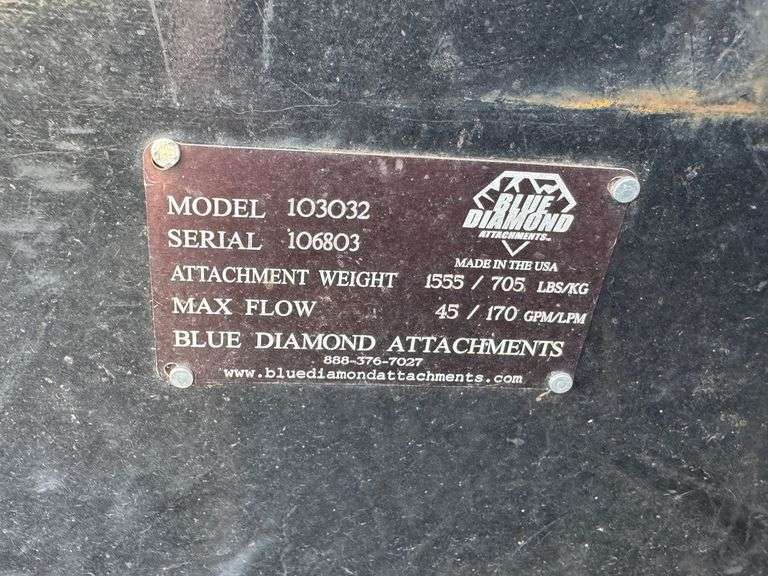 MODEL 103032
SERIAL 106803
BLUE
DIAMOND
ATTACHMENTS
MADE IN THE USA
ATTACHMENT WEIGHT 1555 / 705 LBS/KG
MAX FLOW 45 / 170 GPM/LPM
BLUE DIAMOND ATTACHMENTS
888-376-7027
www.bluediamondattachments.com